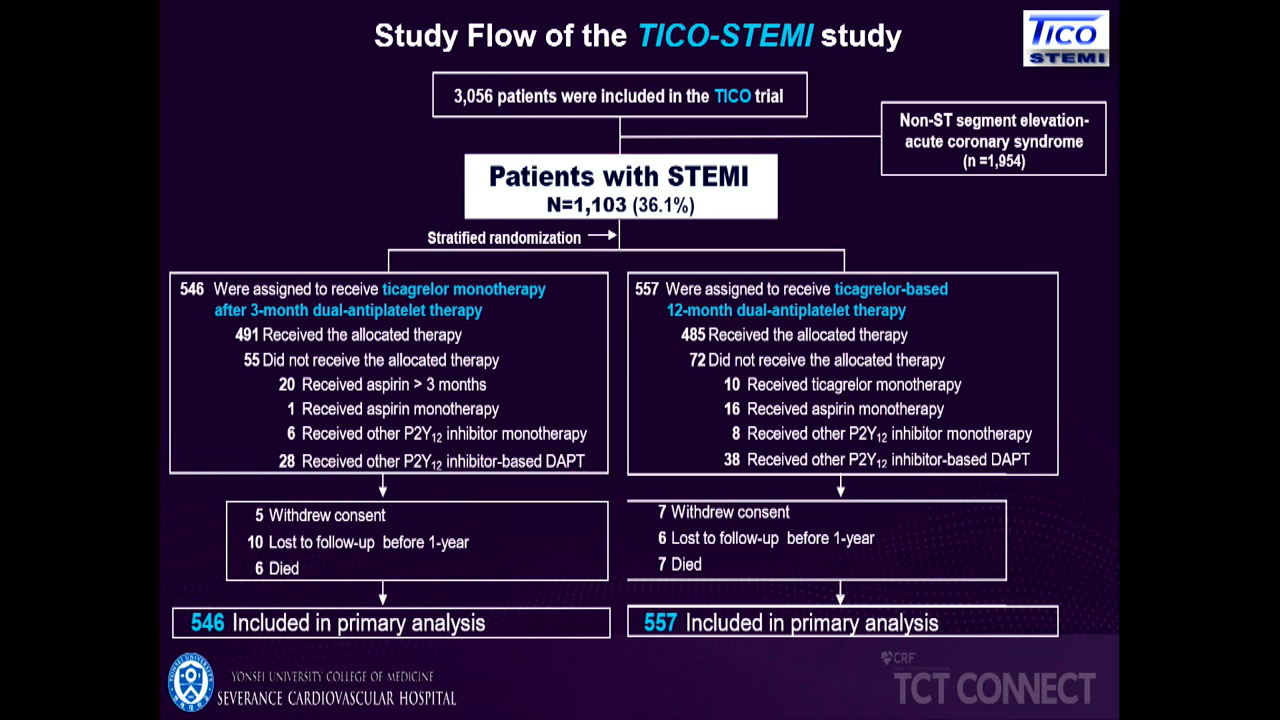 Study Flow of the TICO-STEMI study
TICO
STEMI
3,056 patients were included in the TICO trial
Non-ST segment elevation-
acute coronary syndrome
(n =1,954)
Patients with STEMI
N=1,103 (36.1%)
Stratified randomization
546 Were assigned to receive ticagrelor monotherapy
after 3-month dual-antiplatelet therapy
491 Received the allocated therapy
55 Did not receive the allocated therapy
20 Received aspirin > 3 months
1 Received aspirin monotherapy
6 Received other P2Y12 inhibitor monotherapy
28 Received other P2Y12 inhibitor-based DAPT
557 Were assigned to receive ticagrelor-based
12-month dual-antiplatelet therapy
485 Received the allocated therapy
72 Did not receive the allocated therapy
10 Received ticagrelor monotherapy
16 Received aspirin monotherapy
8 Received other P2Y12 inhibitor monotherapy
38 Received other P2Y12 inhibitor-based DAPT
5 Withdrew consent
10 Lost to follow-up before 1-year
6 Died
7 Withdrew consent
6 Lost to follow-up before 1-year
7 Died
546 Included in primary analysis
557 Included in primary analysis
YONSEI UNIVERSITY COLLEGE OF MEDICINE
SEVERANCE CARDIOVASCULAR HOSPITAL
CRF
TCT CONNECT